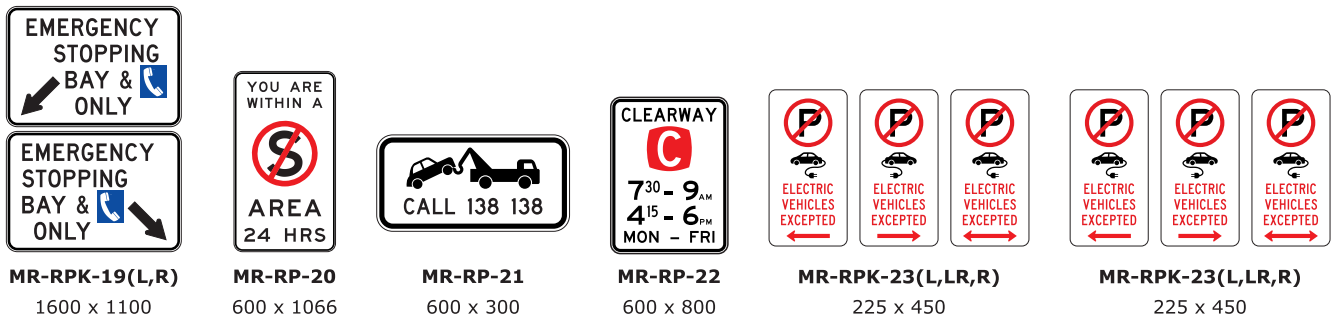 EMERGENCY
STOPPING
BAY &
ONLY
EMERGENCY
STOPPING
BAY &
ONLY
MR-RPK-19(L,R)
1600 x 1100
YOU ARE
WITHIN A
S
AREA
24 HRS
MR-RP-20
600 x 1066
CALL 138 138
MR-RP-21
600 x 300
CLEARWAY
C
730 - 9AM
415 - 6PM
MON - FRI
MR-RP-22
600 x 800
P
ELECTRIC
VEHICLES
EXCEPTED
P
ELECTRIC
VEHICLES
EXCEPTED
P
ELECTRIC
VEHICLES
EXCEPTED
MR-RPK-23(L,LR,R)
225 x 450
P
ELECTRIC
VEHICLES
EXCEPTED
P
ELECTRIC
VEHICLES
EXCEPTED
P
ELECTRIC
VEHICLES
EXCEPTED
MR-RPK-23(L,LR,R)
225 x 450